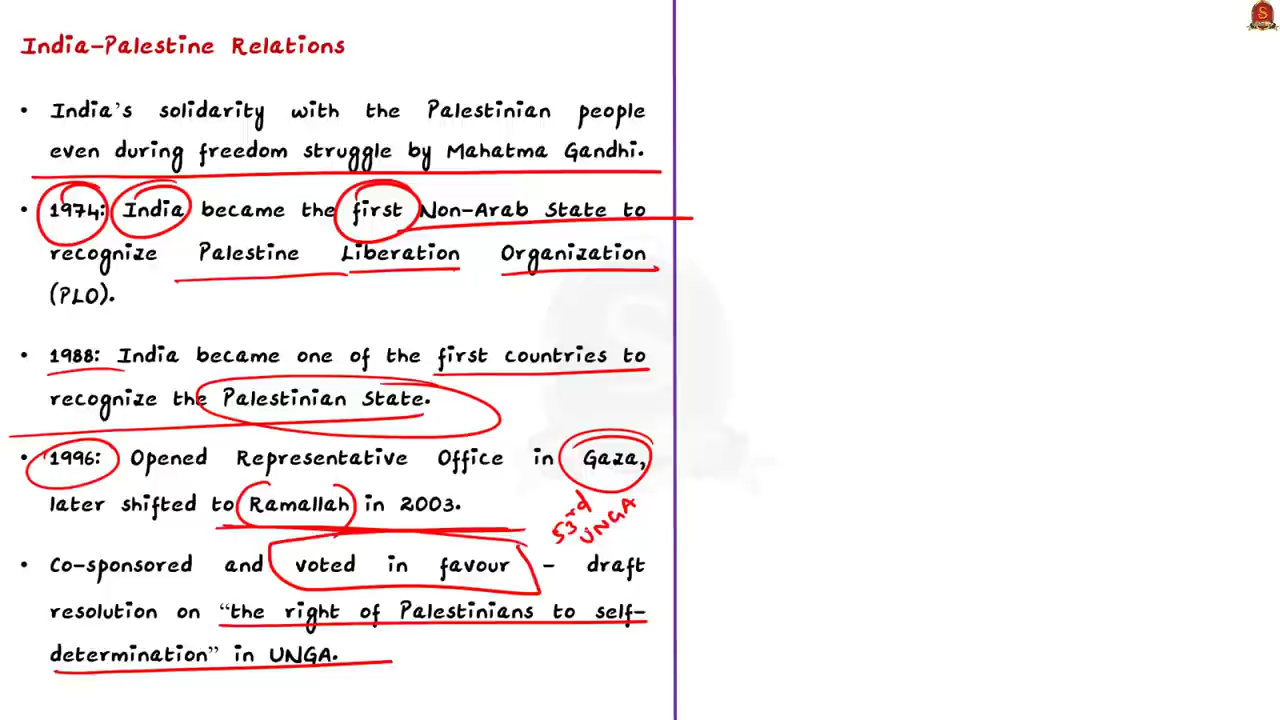 India-Palestine Relations
• India's solidarity with the Palestinian people
even during freedom struggle by Mahatma Gandhi.
• 1974: India became the first Non-Arab State to
recognize Palestine Liberation Organization
(PLO).
• 1988: India became one of the first countries to
recognize the Palestinian State.
• 1996: Opened Representative Office in Gaza,
later shifted to Ramallah in 2003.
53rd
UNGA
• Co-sponsored and voted in favour - draft
resolution on “the right of Palestinians to self-
determination” in UNGA.
S